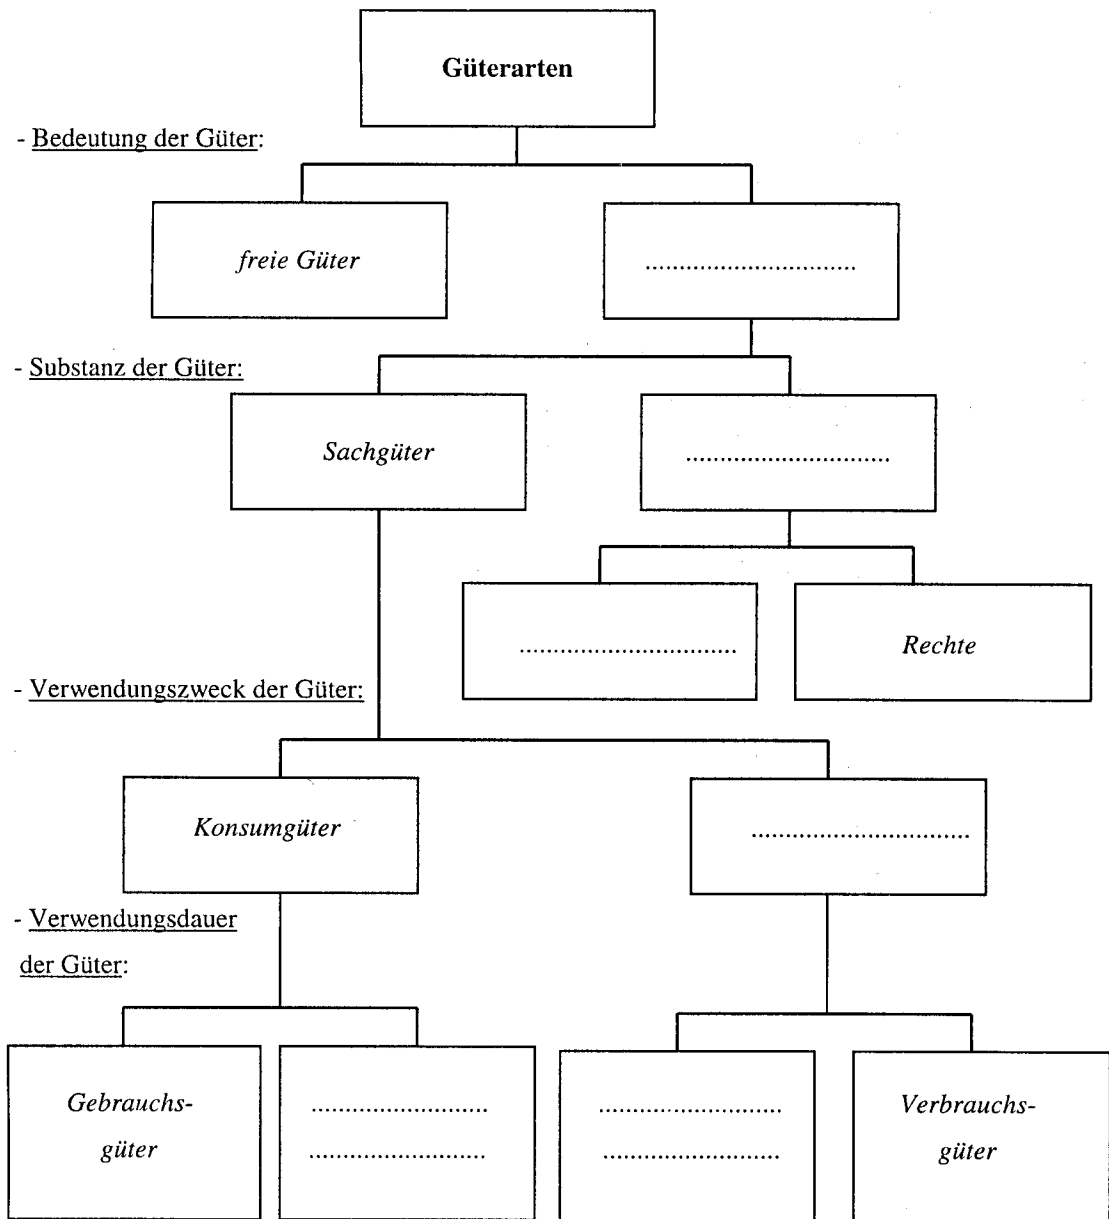 Güterarten
- Bedeutung der Güter:
freie Güter
..............................
- Substanz der Güter:
Sachgüter
..............................
..............................
Rechte
- Verwendungszweck der Güter:
Konsumgüter
..............................
- Verwendungsdauer
der Güter:
Gebrauchs-
güter
..........................
..........................
..........................
..........................
Verbrauchs-
güter